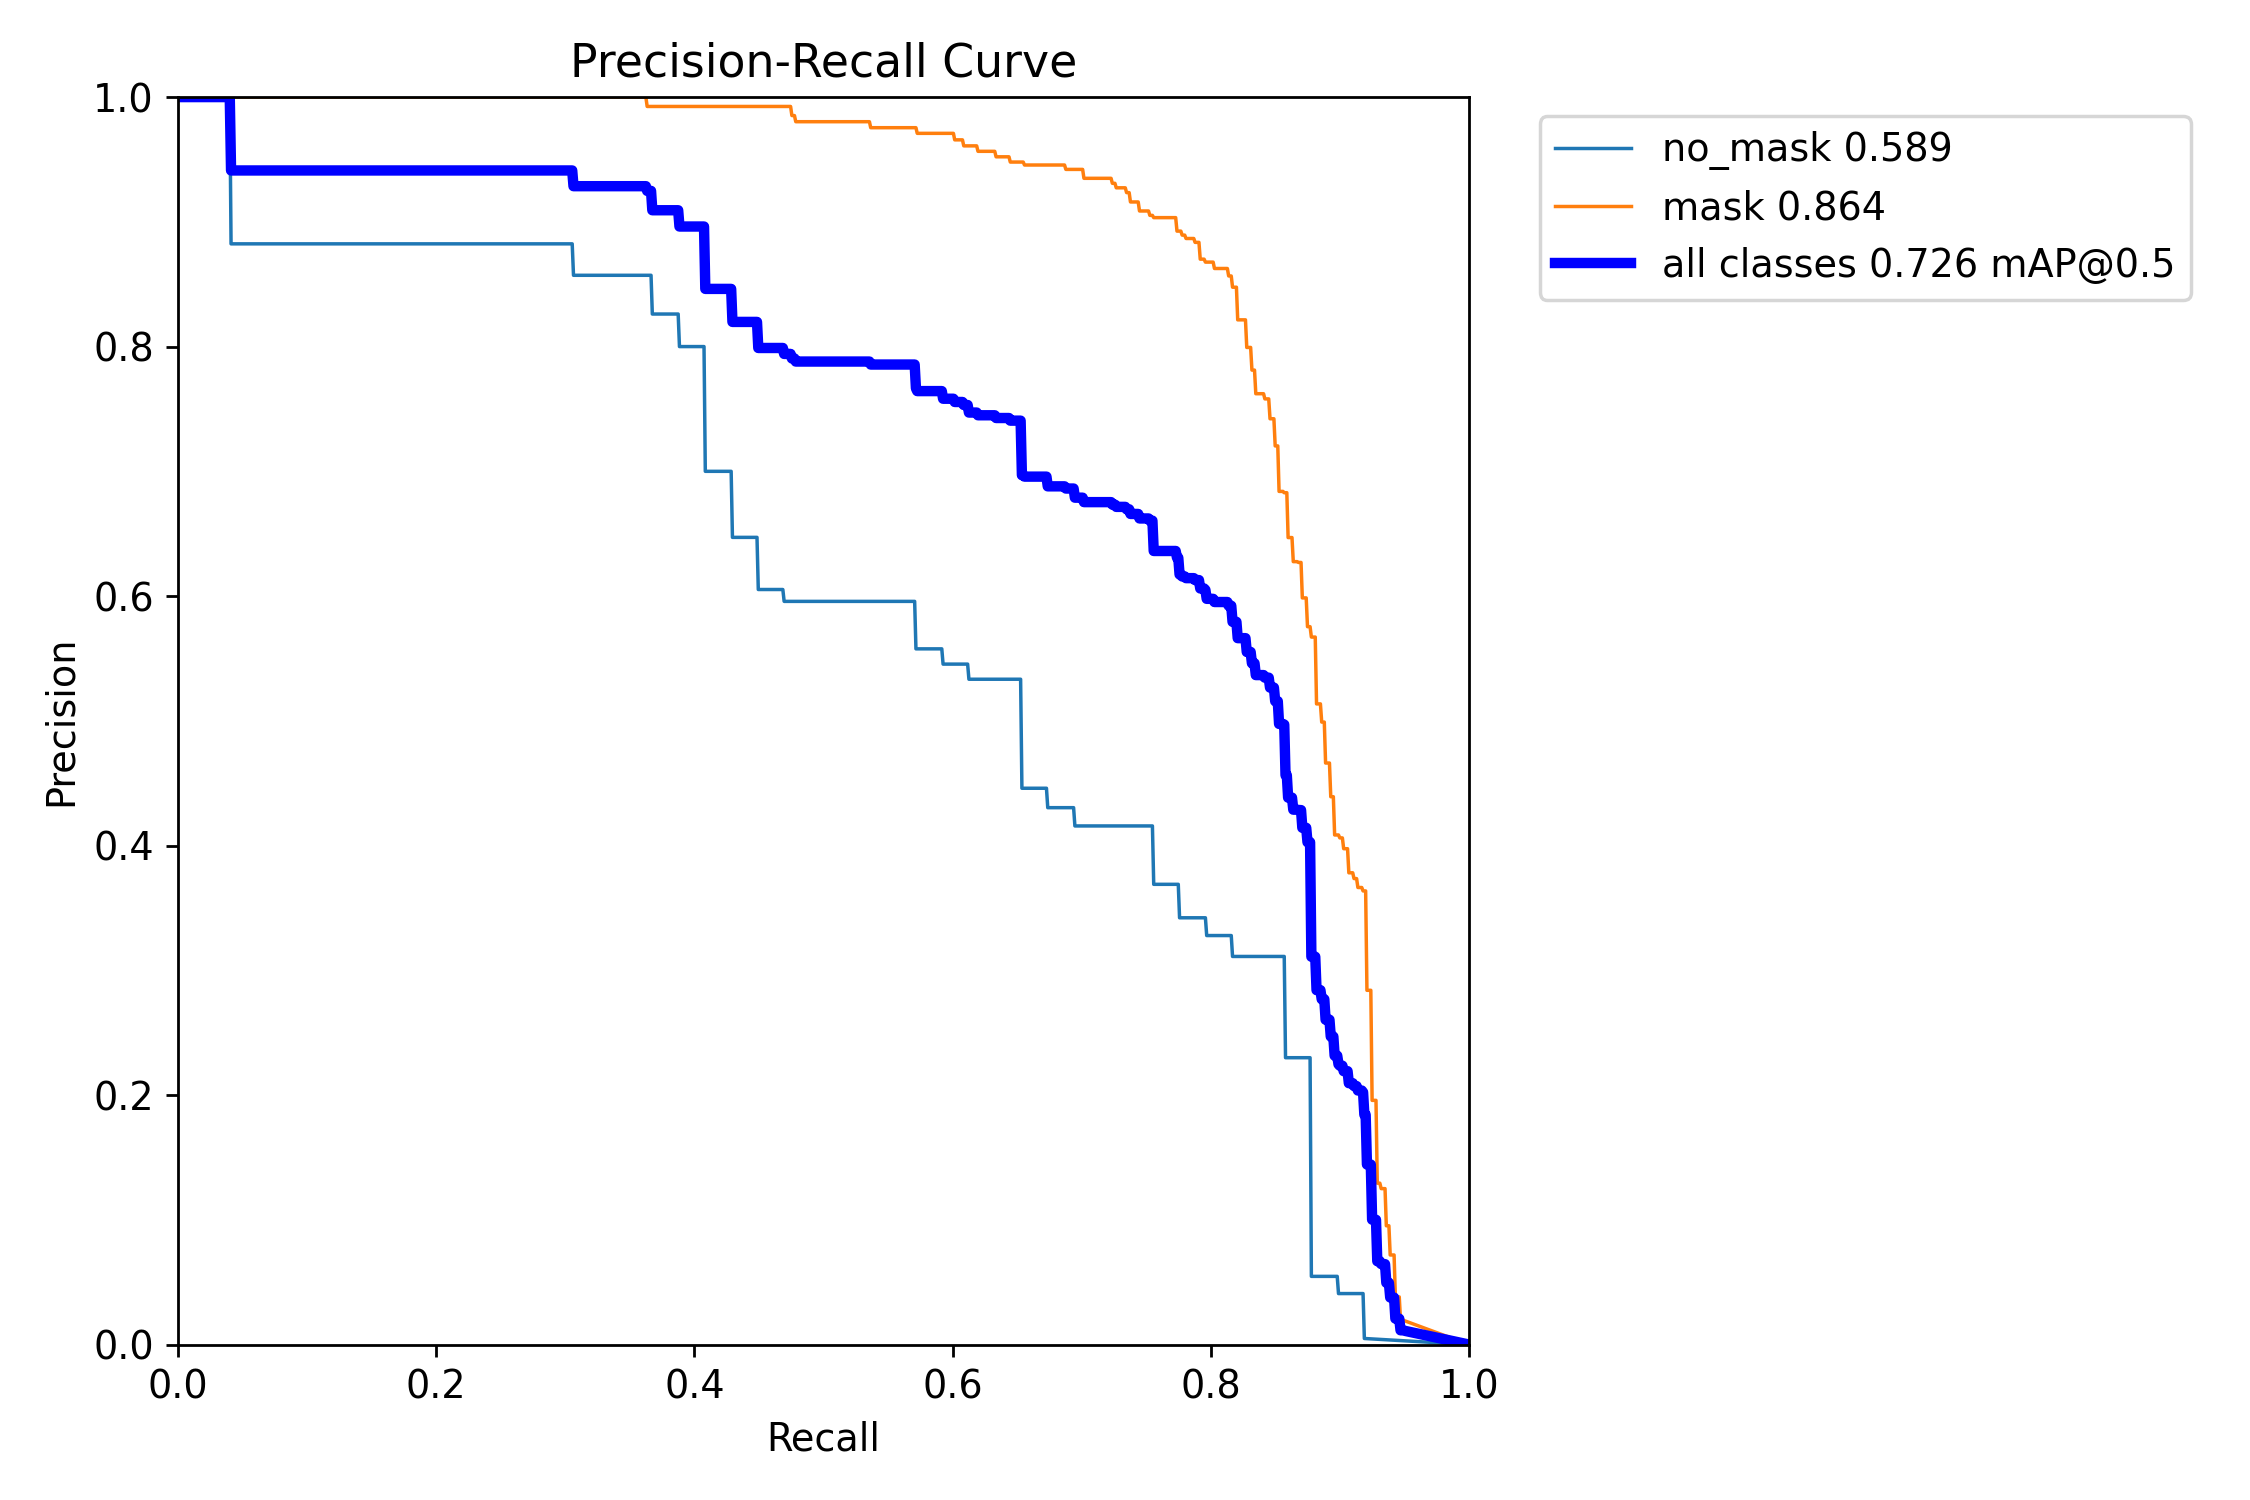 Precision-Recall Curve
1.0
0.8
0.6
0.4
0.2
0.0
Precision
0.0 0.2 0.4 0.6 0.8 1.0
Recall
no_mask 0.589
mask 0.864
all classes 0.726 mAP@0.5